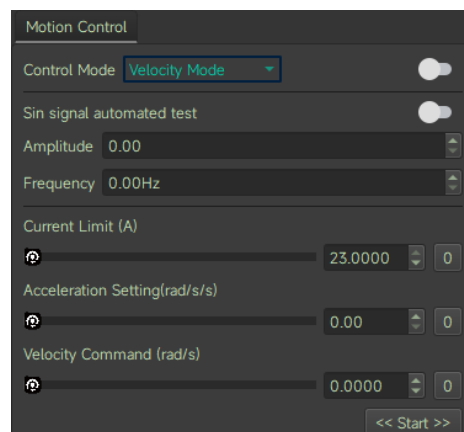 Motion Control
Control Mode Velocity Mode
Sin signal automated test
Amplitude 0.00
Frequency 0.00Hz
Current Limit (A)
23.0000 0
Acceleration Setting(rad/s/s)
0.00 0
Velocity Command (rad/s)
0.0000 0
<< Start >>